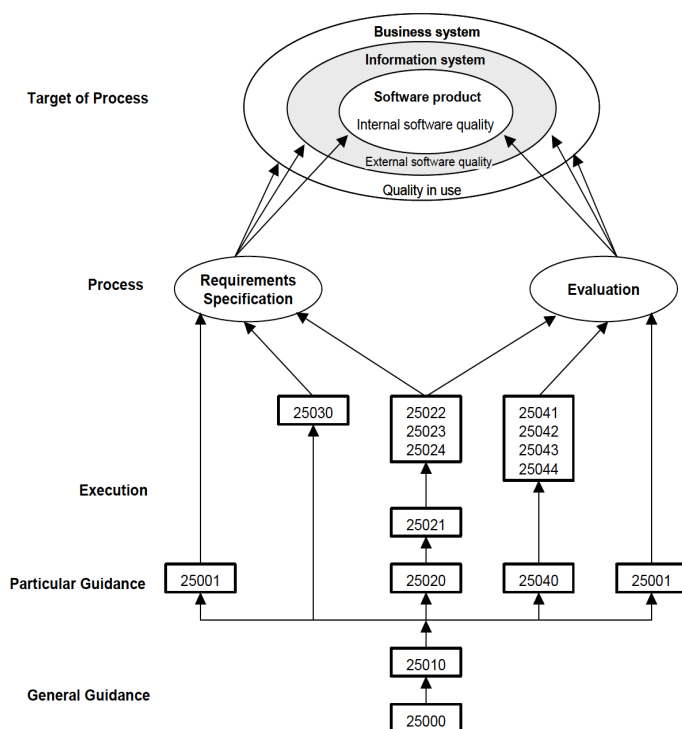 Business system
Information system
Target of Process
Software product
Internal software quality
External software quality
Quality in use
Process
Requirements
Specification
Evaluation
25030
25022
25023
25024
25041
25042
25043
25044
Execution
25021
Particular Guidance
25001
25020
25040
25001
25010
General Guidance
25000